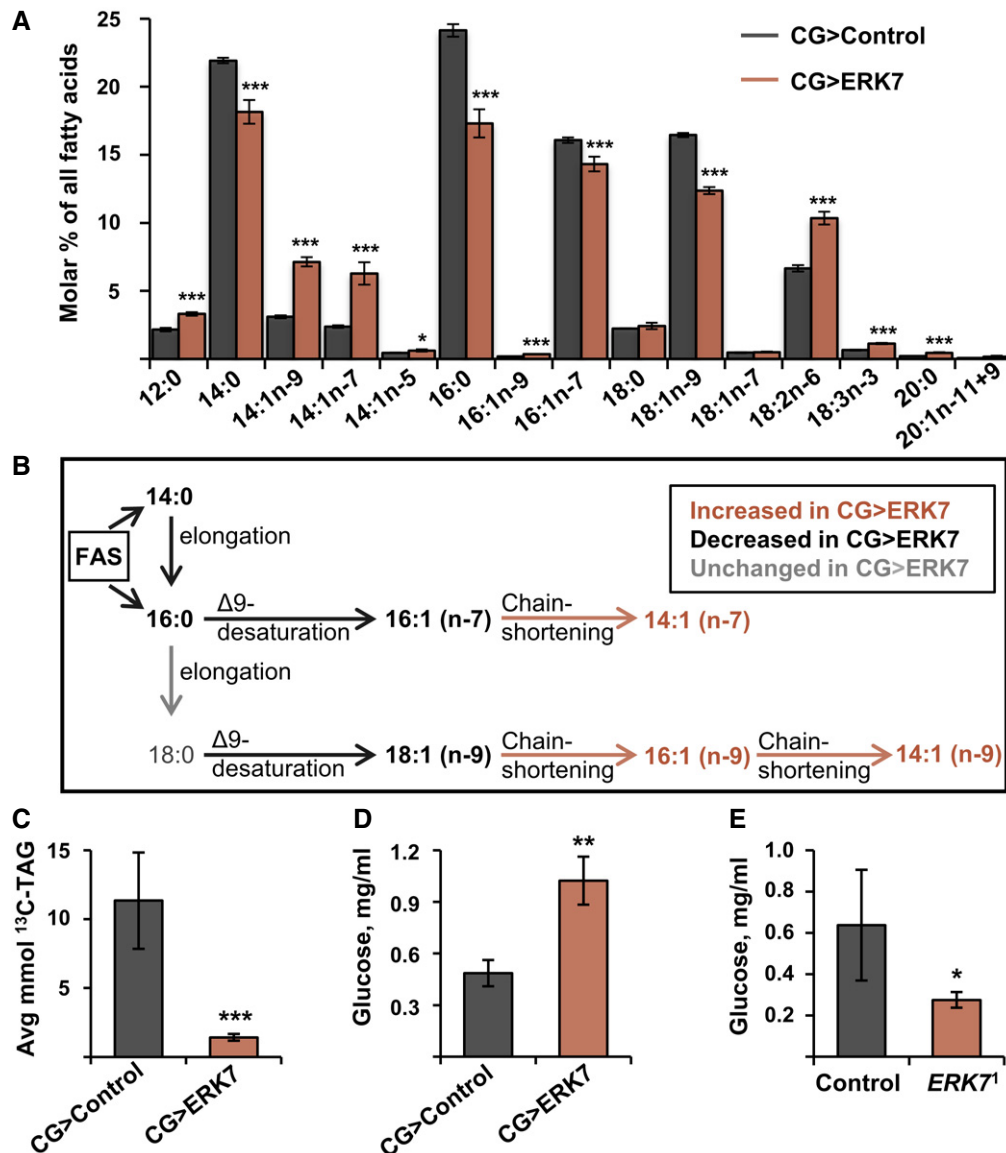 A
Molar % of all fatty acids
25
20
15
10
5
CG>Control
CG>ERK7
***
***
***
***
*
***
***
***
***
***
***
***
12:0
14:0
14:1n-9
14:1n-7
14:1n-5
16:0
16:1n-9
16:1n-7
18:0
18:1n-9
18:1n-7
18:2n-6
18:3n-3
20:0
20:1n-11+9
B
14:0
FAS
elongation
16:0
Δ9-
desaturation
16:1 (n-7)
Chain-
shortening
14:1 (n-7)
elongation
18:0
Δ9-
desaturation
18:1 (n-9)
Chain-
shortening
16:1 (n-9)
Chain-
shortening
14:1 (n-9)
Increased in CG>ERK7
Decreased in CG>ERK7
Unchanged in CG>ERK7
C
Avg mmol ¹³C-TAG
15
10
5
***
CG>Control
CG>ERK7
D
Glucose, mg/ml
1.2
0.9
0.6
0.3
**
CG>Control
CG>ERK7
E
Glucose, mg/ml
1.0
0.8
0.6
0.4
0.2
*
Control
ERK7¹